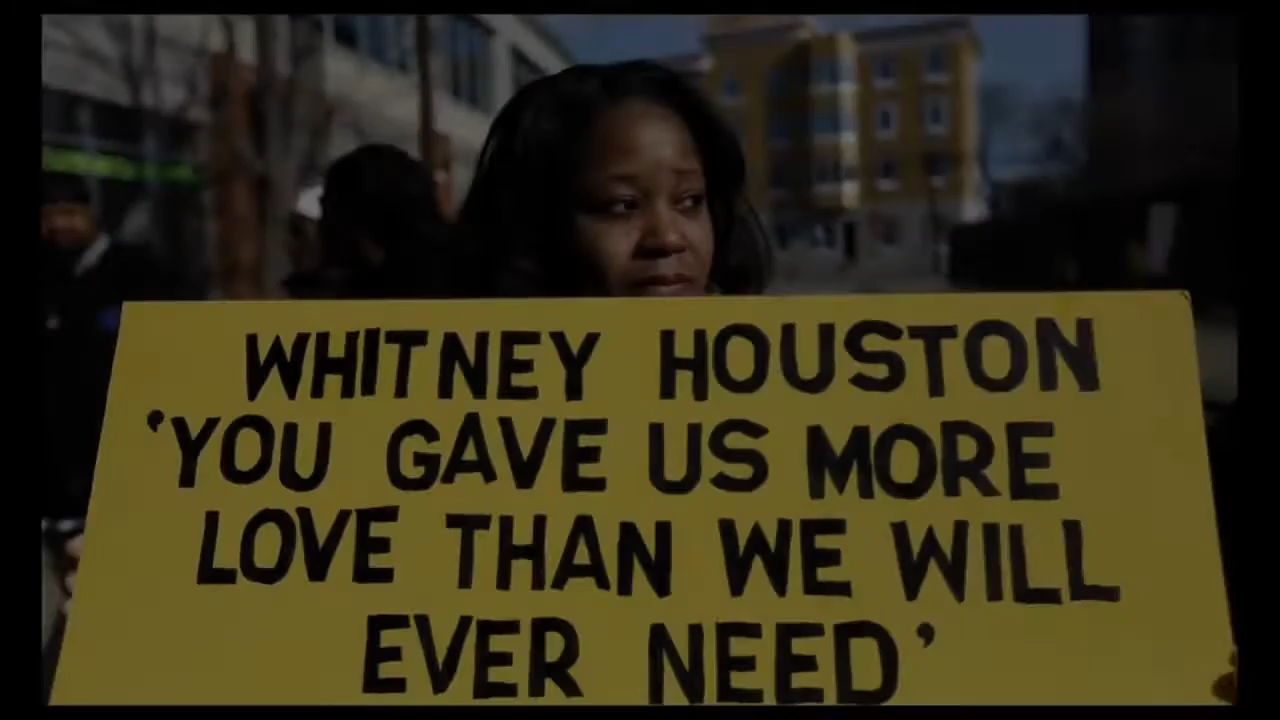 WHITNEY HOUSTON
'YOU GAVE US MORE
LOVE THAN WE WILL
EVER NEED'